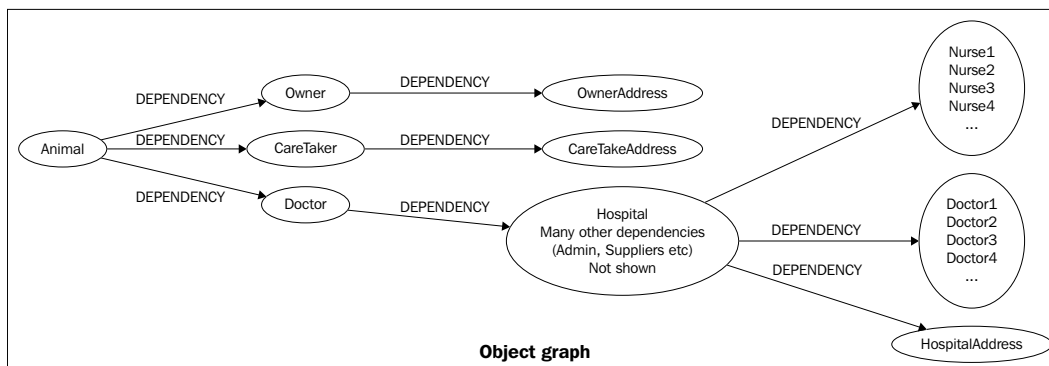 Animal
DEPENDENCY
DEPENDENCY
DEPENDENCY
Owner
CareTaker
Doctor
DEPENDENCY
DEPENDENCY
DEPENDENCY
OwnerAddress
CareTakeAddress
Hospital
Many other dependencies
(Admin, Suppliers etc)
Not shown
DEPENDENCY
DEPENDENCY
DEPENDENCY
Nurse1
Nurse2
Nurse3
Nurse4
...
Doctor1
Doctor2
Doctor3
Doctor4
...
HospitalAddress
Object graph